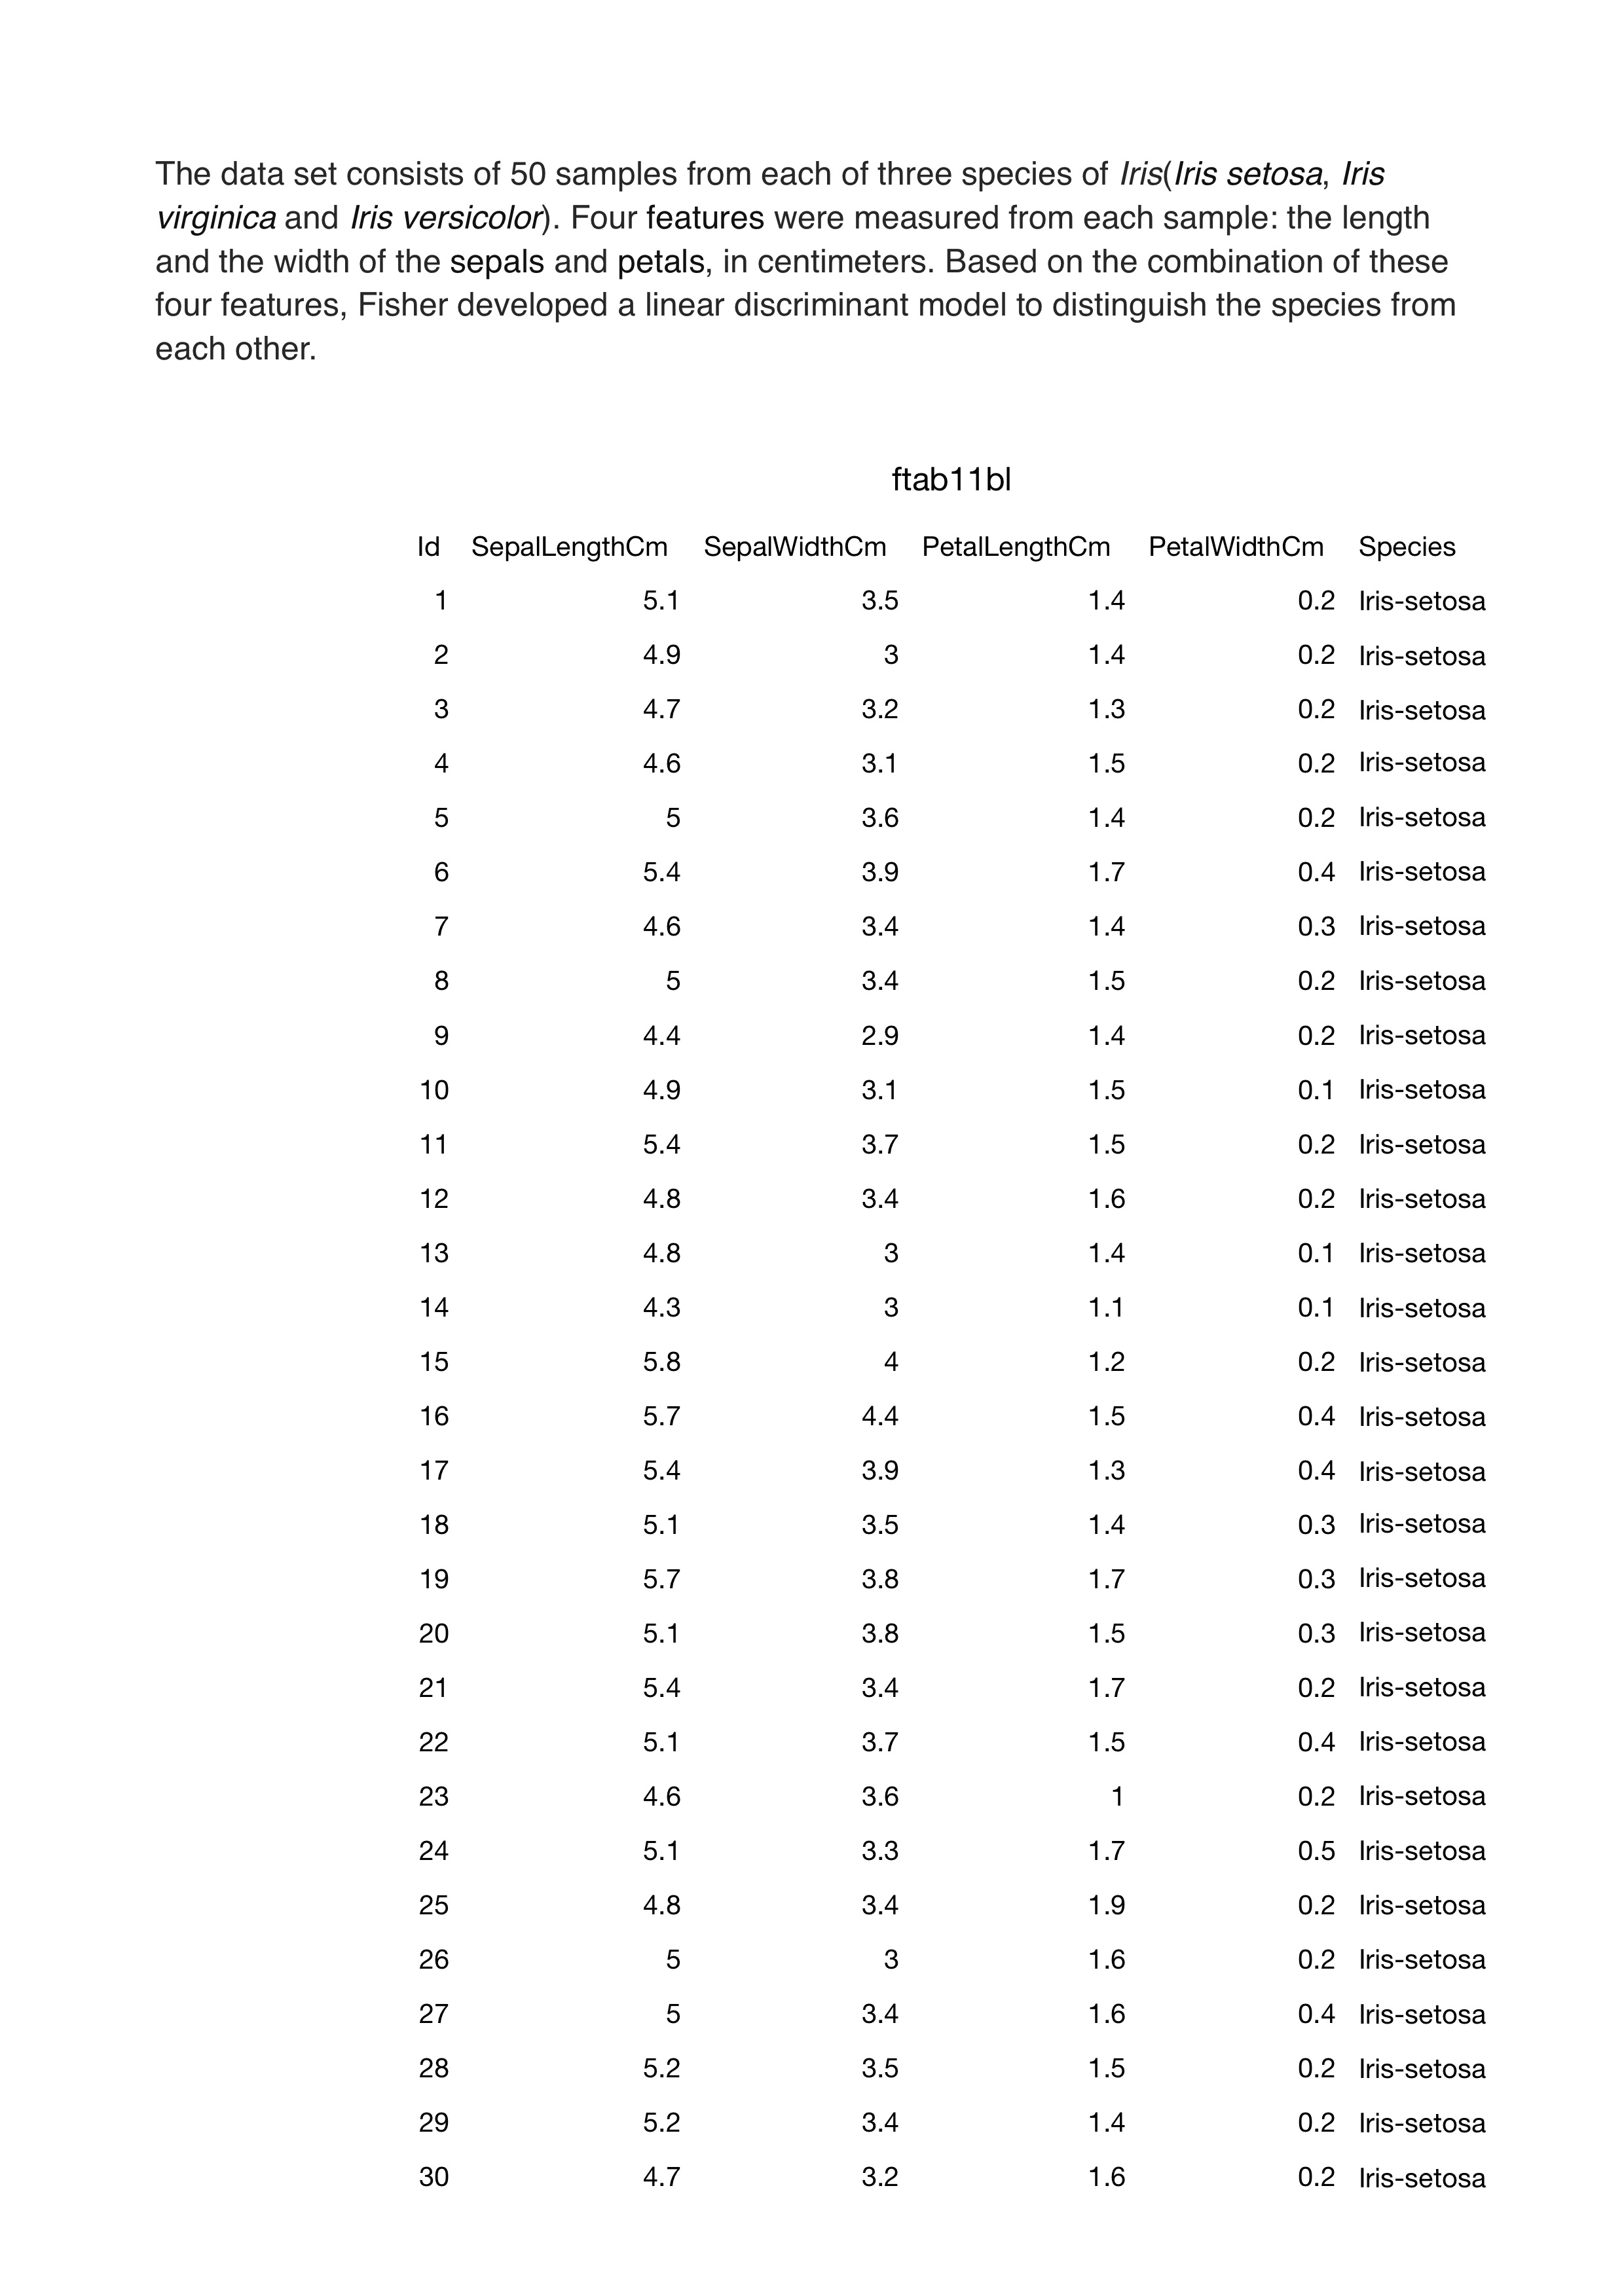 The data set consists of 50 samples from each of three species of Iris(Iris setosa, Iris
virginica and Iris versicolor). Four features were measured from each sample: the length
and the width of the sepals and petals, in centimeters. Based on the combination of these
four features, Fisher developed a linear discriminant model to distinguish the species from
each other.
ftab11bl
Id SepalLengthCm SepalWidthCm PetalLengthCm PetalWidthCm Species
1 5.1 3.5 1.4 0.2 Iris-setosa
2 4.9 3 1.4 0.2 Iris-setosa
3 4.7 3.2 1.3 0.2 Iris-setosa
4 4.6 3.1 1.5 0.2 Iris-setosa
5 5 3.6 1.4 0.2 Iris-setosa
6 5.4 3.9 1.7 0.4 Iris-setosa
7 4.6 3.4 1.4 0.3 Iris-setosa
8 5 3.4 1.5 0.2 Iris-setosa
9 4.4 2.9 1.4 0.2 Iris-setosa
10 4.9 3.1 1.5 0.1 Iris-setosa
11 5.4 3.7 1.5 0.2 Iris-setosa
12 4.8 3.4 1.6 0.2 Iris-setosa
13 4.8 3 1.4 0.1 Iris-setosa
14 4.3 3 1.1 0.1 Iris-setosa
15 5.8 4 1.2 0.2 Iris-setosa
16 5.7 4.4 1.5 0.4 Iris-setosa
17 5.4 3.9 1.3 0.4 Iris-setosa
18 5.1 3.5 1.4 0.3 Iris-setosa
19 5.7 3.8 1.7 0.3 Iris-setosa
20 5.1 3.8 1.5 0.3 Iris-setosa
21 5.4 3.4 1.7 0.2 Iris-setosa
22 5.1 3.7 1.5 0.4 Iris-setosa
23 4.6 3.6 1 0.2 Iris-setosa
24 5.1 3.3 1.7 0.5 Iris-setosa
25 4.8 3.4 1.9 0.2 Iris-setosa
26 5 3 1.6 0.2 Iris-setosa
27 5 3.4 1.6 0.4 Iris-setosa
28 5.2 3.5 1.5 0.2 Iris-setosa
29 5.2 3.4 1.4 0.2 Iris-setosa
30 4.7 3.2 1.6 0.2 Iris-setosa